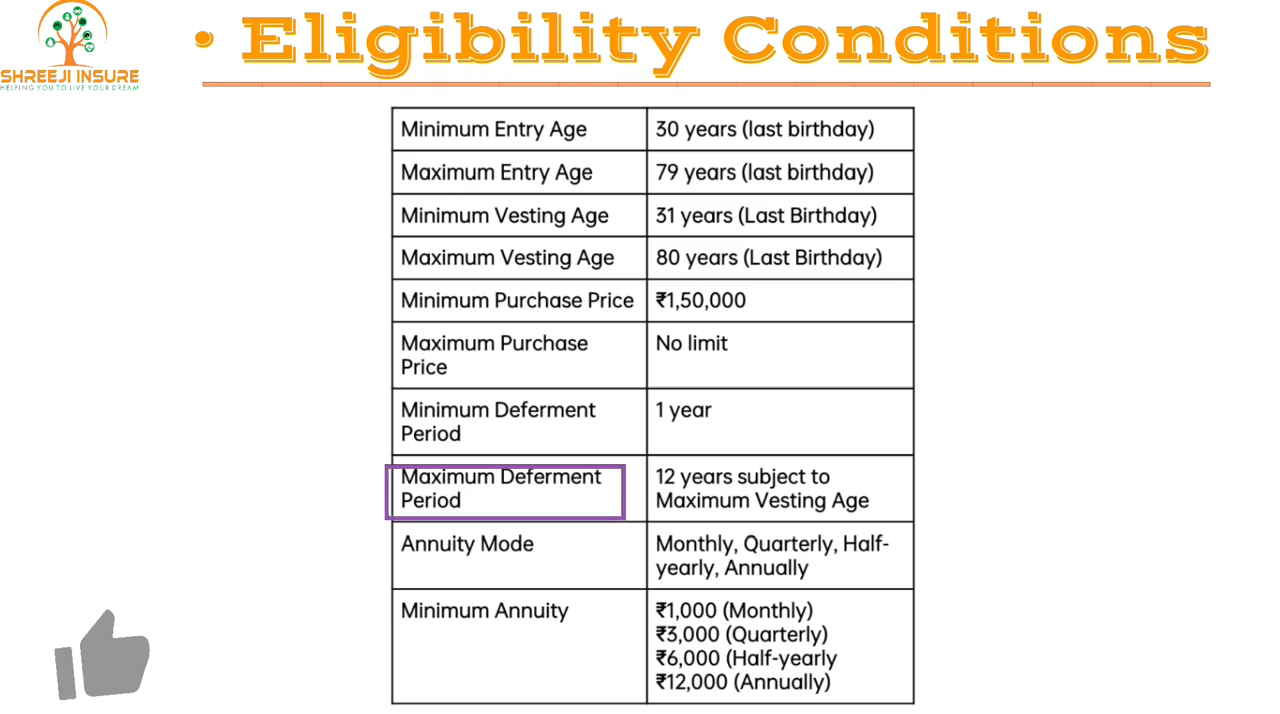 SHREEJI INSURE
HELPING YOU TO LIVE YOUR DREAM
• Eligibility Conditions
Minimum Entry Age 30 years (last birthday)
Maximum Entry Age 79 years (last birthday)
Minimum Vesting Age 31 years (Last Birthday)
Maximum Vesting Age 80 years (Last Birthday)
Minimum Purchase Price ₹1,50,000
Maximum Purchase No limit
Price
Minimum Deferment 1 year
Period
Maximum Deferment 12 years subject to
Period Maximum Vesting Age
Annuity Mode Monthly, Quarterly, Half-
yearly, Annually
Minimum Annuity ₹1,000 (Monthly)
₹3,000 (Quarterly)
₹6,000 (Half-yearly
₹12,000 (Annually)